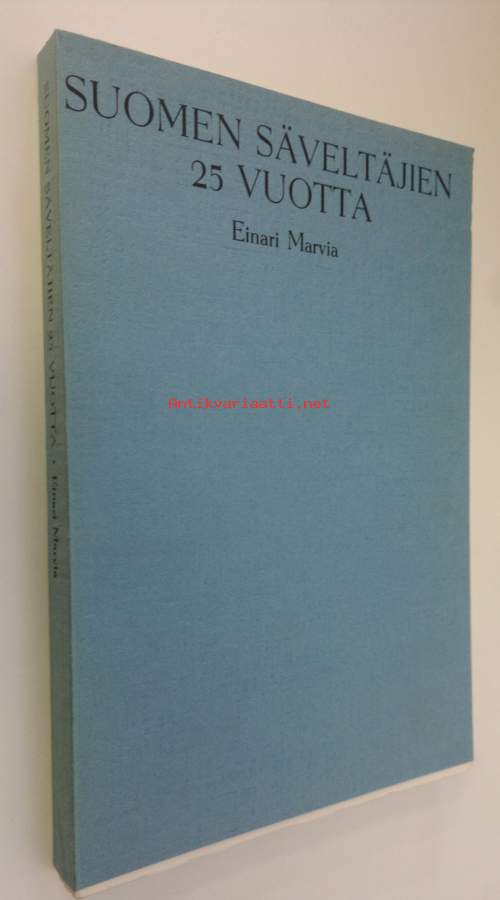 SUOMEN SÄVELTÄJIEN
25 VUOTTA
Einari Marvia
Antikvariaatti.net
SUOMEN SÄVELTÄJIEN 25 VUOTTA • Einari Marvia